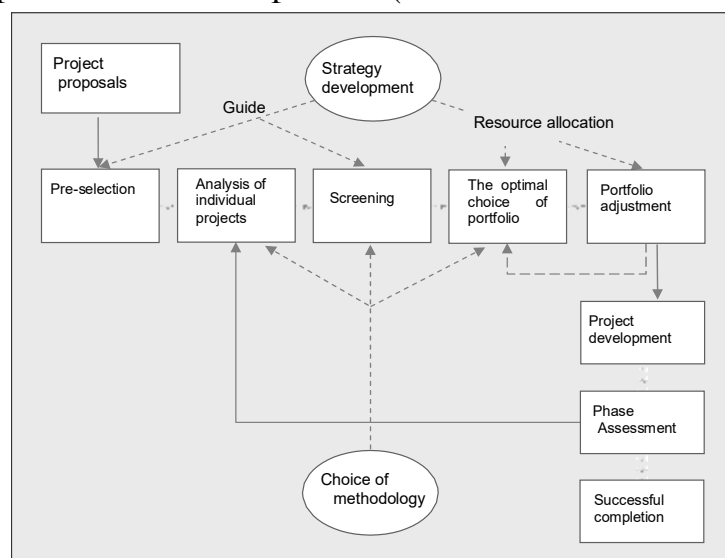 Project
proposals
Strategy
development
Guide
Resource allocation
Pre-selection
Analysis of
individual
projects
Screening
The optimal
choice of
portfolio
Portfolio
adjustment
Project
development
Phase
Assessment
Choice of
methodology
Successful
completion